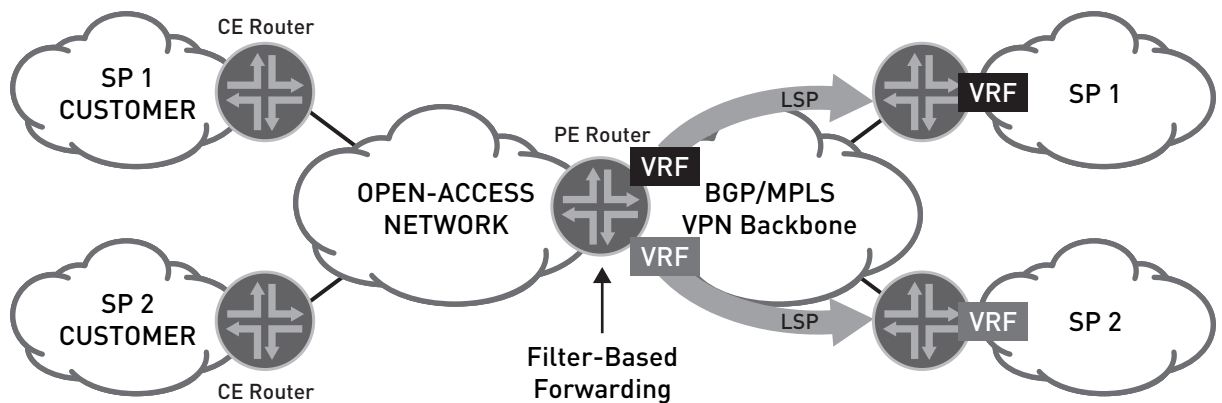 CE Router
SP 1
CUSTOMER
LSP
VRF
SP 1
PE Router
VRF
OPEN-ACCESS
NETWORK
BGP/MPLS
VPN Backbone
VRF
SP 2
CUSTOMER
CE Router
LSP
VRF
SP 2
Filter-Based
Forwarding